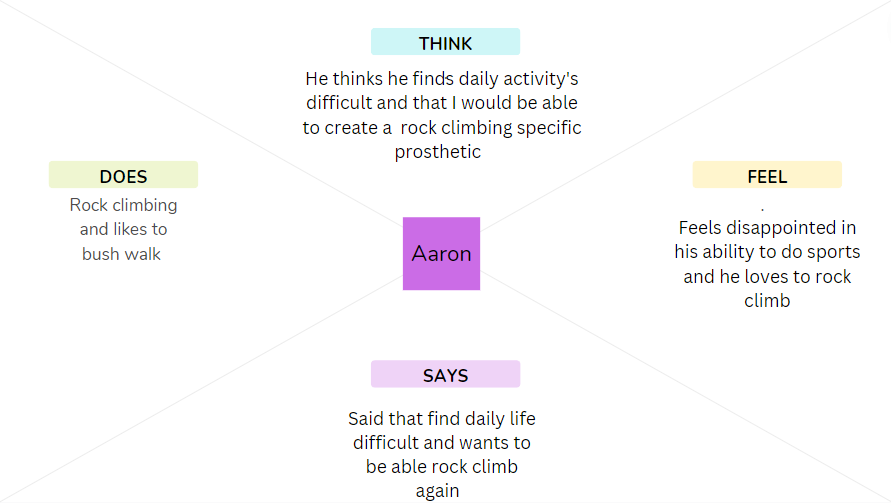 THINK
He thinks he finds daily activity's
difficult and that I would be able
to create a  rock climbing specific
prosthetic
DOES
Rock climbing
and likes to
bush walk
FEEL
.
Feels disappointed in
his ability to do sports
and he loves to rock
climb
Aaron
SAYS
Said that find daily life
difficult and wants to
be able rock climb
again